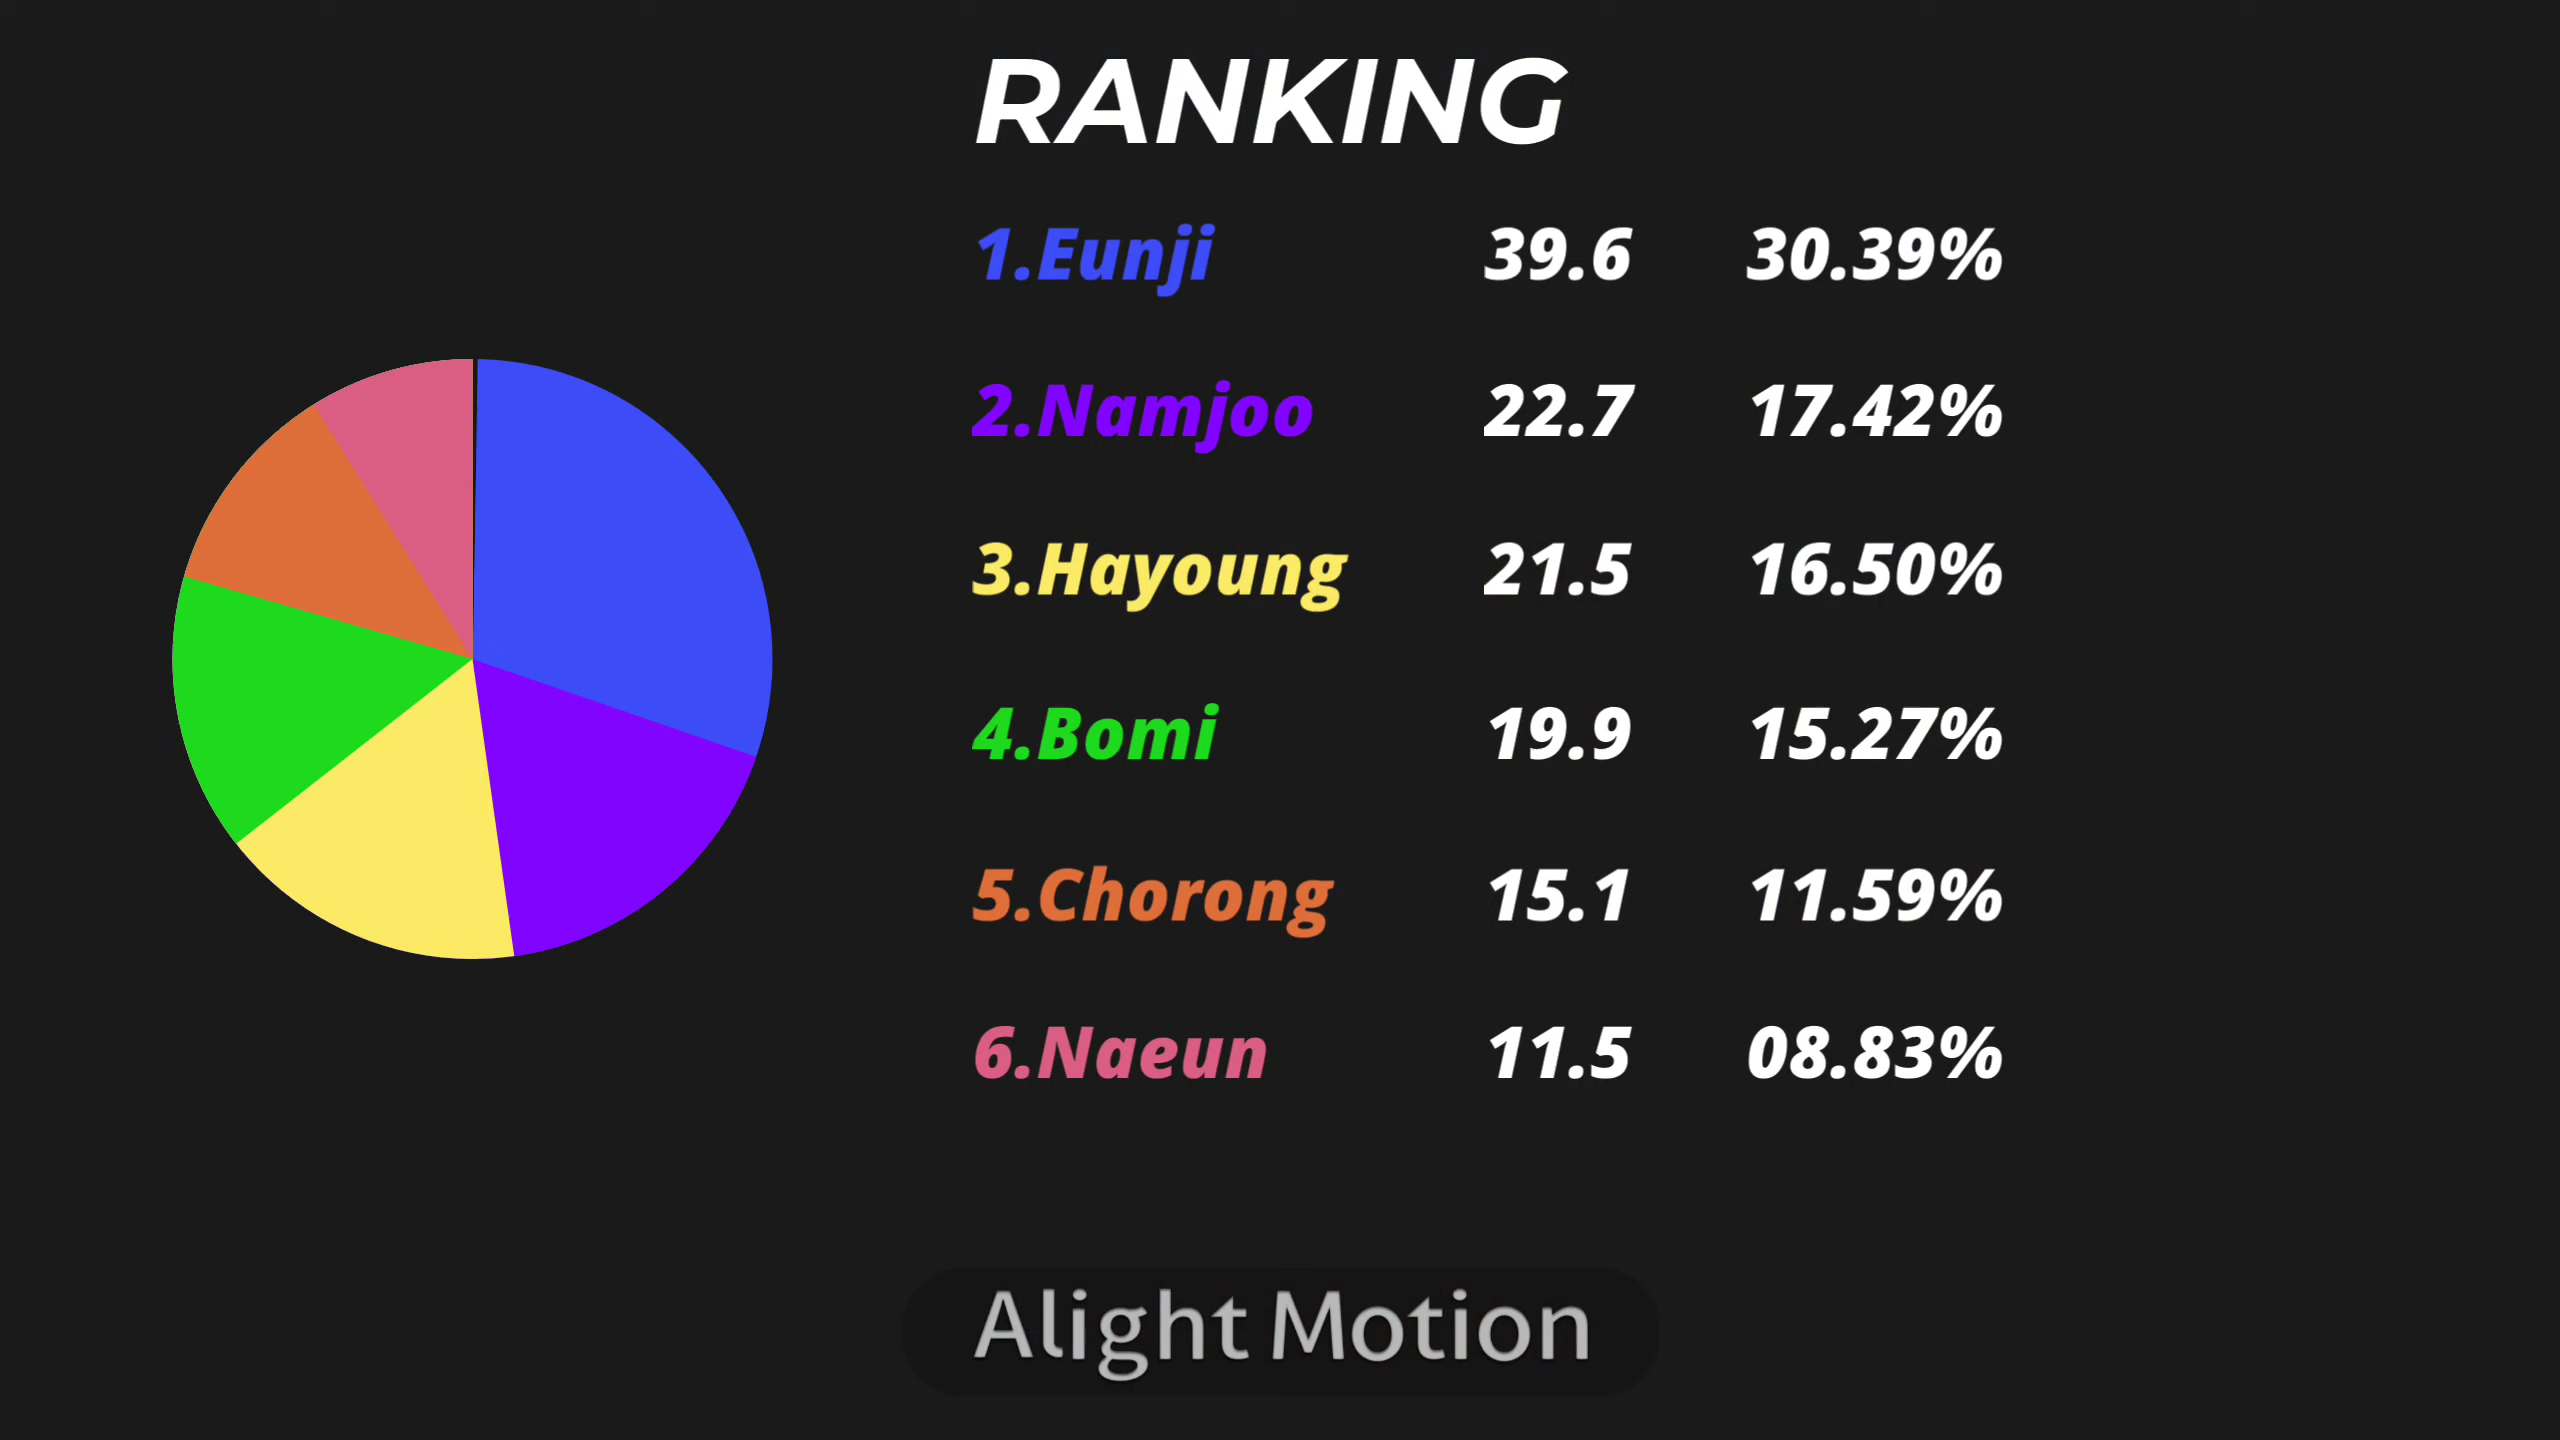 RANKING
1.Eunji 39.6 30.39%
2.Namjoo 22.7 17.42%
3.Hayoung 21.5 16.50%
4.Bomi 19.9 15.27%
5.Chorong 15.1 11.59%
6.Naeun 11.5 08.83%
Alight Motion